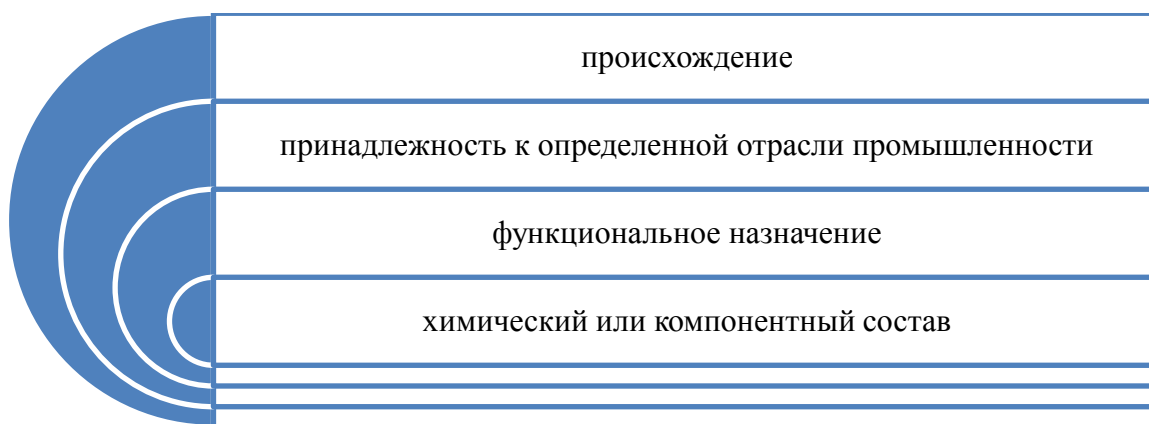 происхождение
принадлежность к определенной отрасли промышленности
функциональное назначение
химический или компонентный состав